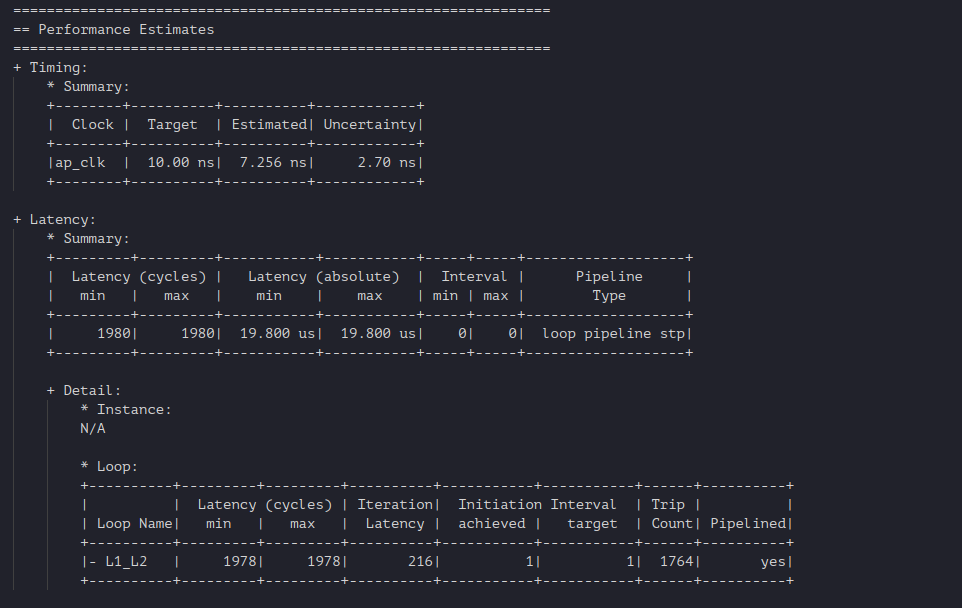 ================================================================
== Performance Estimates
================================================================
+ Timing:
    * Summary:
    +--------+----------+----------+------------+
    |  Clock |  Target  | Estimated| Uncertainty|
    +--------+----------+----------+------------+
    |ap_clk  |  10.00 ns|  7.256 ns|     2.70 ns|
    +--------+----------+----------+------------+

+ Latency:
    * Summary:
    +---------+---------+-----------+-----------+-----+-----+-------------------+
    |  Latency (cycles) |   Latency (absolute)  |  Interval |      Pipeline     |
    |   min   |   max   |    min    |    max    | min | max |        Type       |
    +---------+---------+-----------+-----------+-----+-----+-------------------+
    |     1980|     1980|  19.800 us|  19.800 us|    0|    0|  loop pipeline stp|
    +---------+---------+-----------+-----------+-----+-----+-------------------+

    + Detail:
        * Instance:
        N/A

        * Loop:
        +----------+---------+---------+----------+-----------+-----------+------+----------+
        |          |  Latency (cycles) | Iteration|  Initiation Interval  | Trip |          |
        | Loop Name|   min   |   max   |  Latency |  achieved |   target  | Count| Pipelined|
        +----------+---------+---------+----------+-----------+-----------+------+----------+
        |- L1_L2   |     1978|     1978|       216|          1|          1|  1764|       yes|
        +----------+---------+---------+----------+-----------+-----------+------+----------+